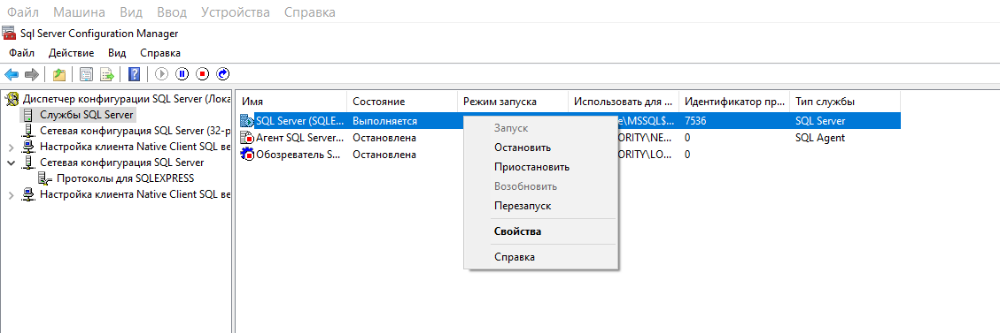 Файл Машина Вид Ввод Устройства Справка
Sql Server Configuration Manager
Файл Действие Вид Справка
Диспетчер конфигурации SQL Server (Лока
Службы SQL Server
Сетевая конфигурация SQL Server (32-р
Настройка клиента Native Client SQL ве
Сетевая конфигурация SQL Server
Протоколы для SQLEXPRESS
Настройка клиента Native Client SQL ве
Имя Состояние Режим запуска Использовать для ... Идентификатор пр... Тип службы
SQL Server (SQLE... Выполняется e\MSSQL$... 7536 SQL Server
Агент SQL Server... Остановлена ORITY\NE... 0 SQL Agent
Обозреватель S... Остановлена ORITY\LO... 0
Запуск
Остановить
Приостановить
Возобновить
Перезапуск
Свойства
Справка